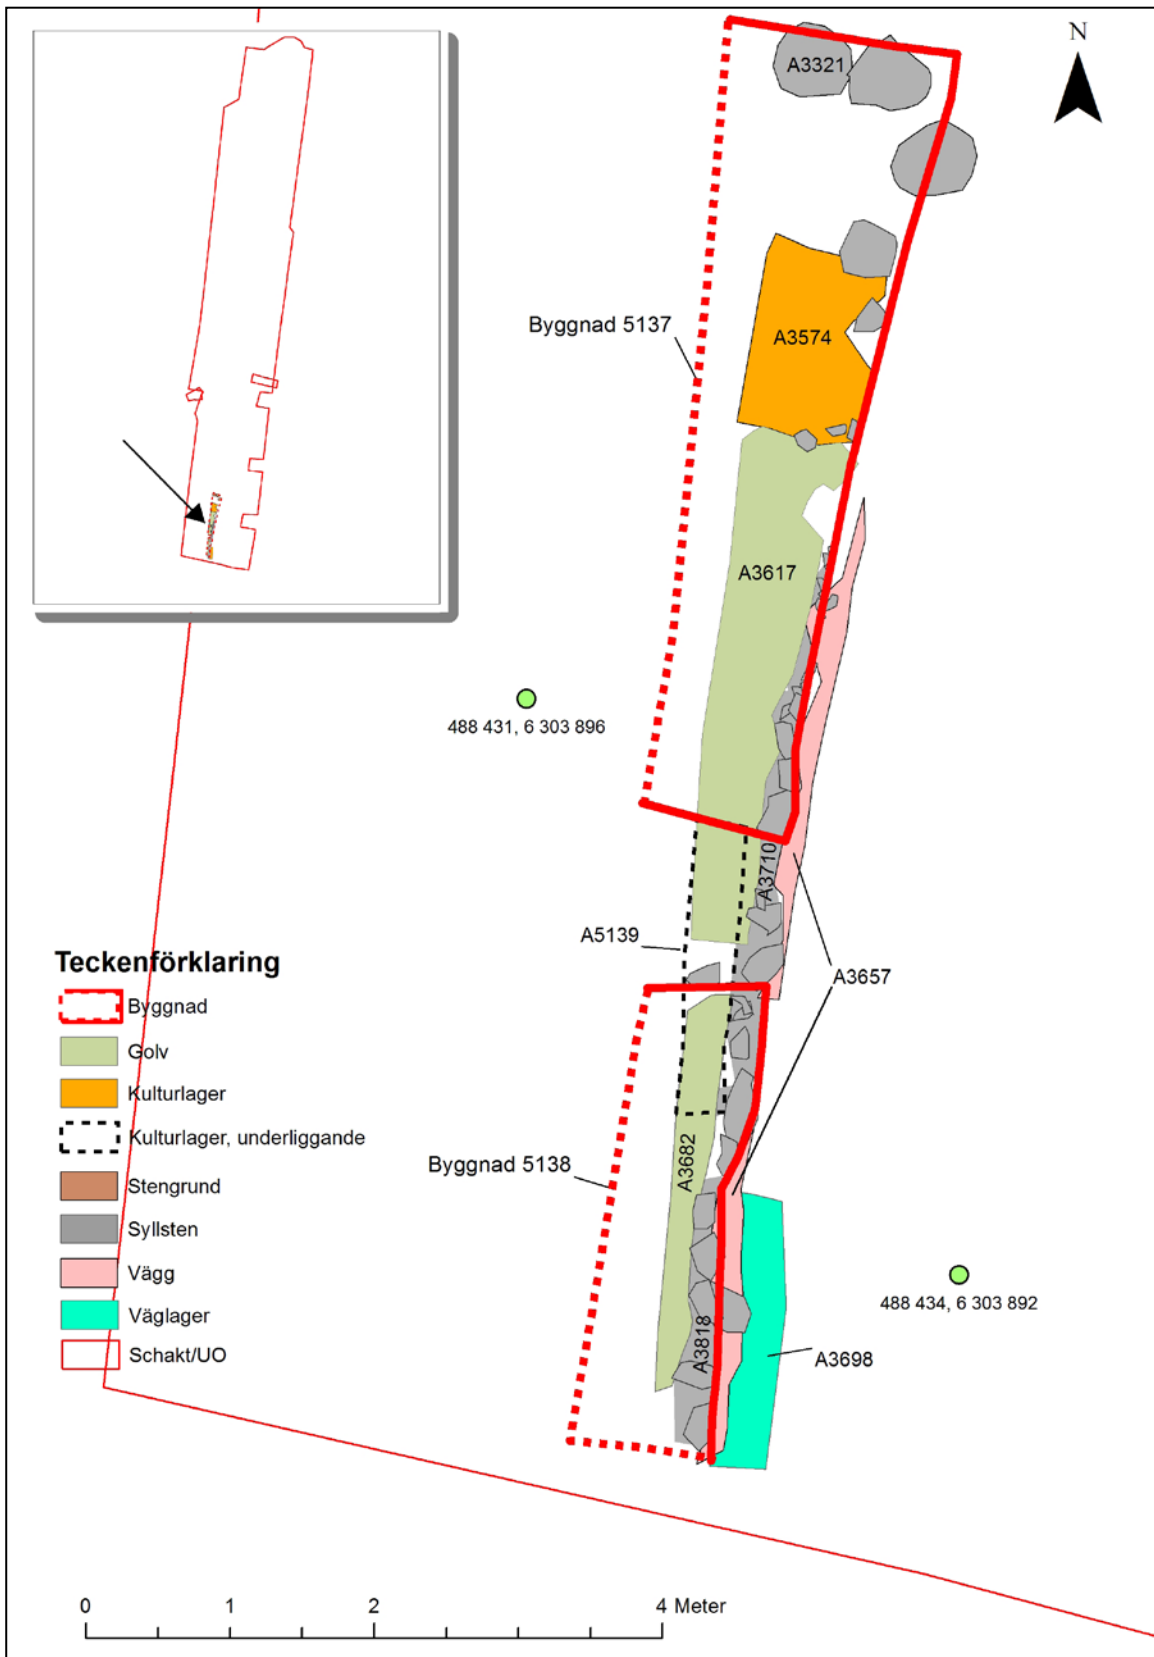 N
A3321
Byggnad 5137
A3574
A3617
488 431, 6 303 896
A3710
A5139
A3657
Teckenförklaring
Byggnad
Golv
Kulturlager
Kulturlager, underliggande
Stengrund
Syllsten
Vägg
Väglager
Schakt/UO
A3682
Byggnad 5138
488 434, 6 303 892
A3818
A3698
0 1 2 4 Meter